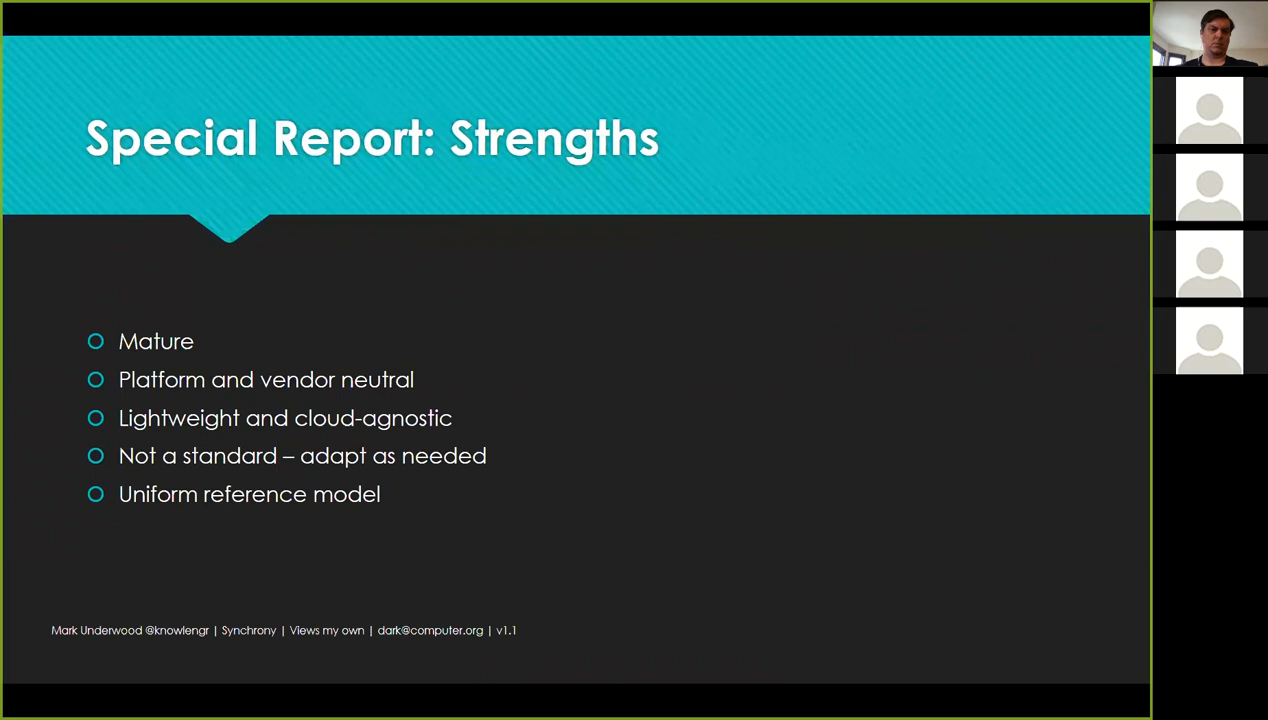 Special Report: Strengths
Mature
Platform and vendor neutral
Lightweight and cloud-agnostic
Not a standard – adapt as needed
Uniform reference model
Mark Underwood @knowlengr | Synchrony | Views my own | dark@computer.org | v1.1